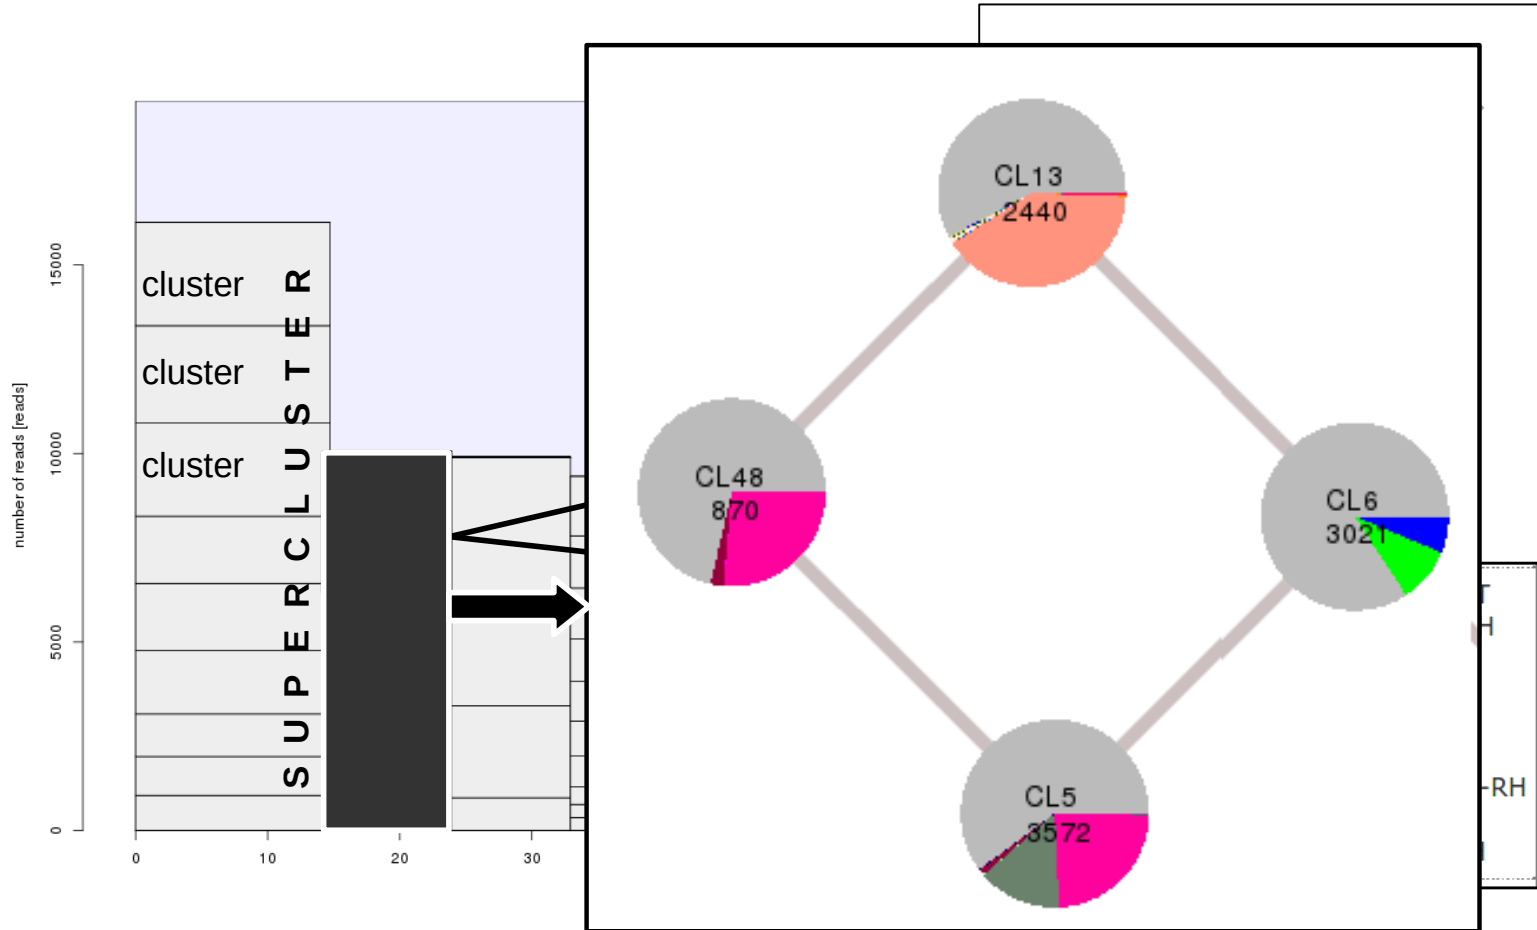 number of reads [reads]
15000
10000
5000
0
0
10
20
30
cluster
cluster
cluster
SUPERCLUSTER
CL13
2440
CL48
870
CL6
3021
CL5
3572
H
-RH